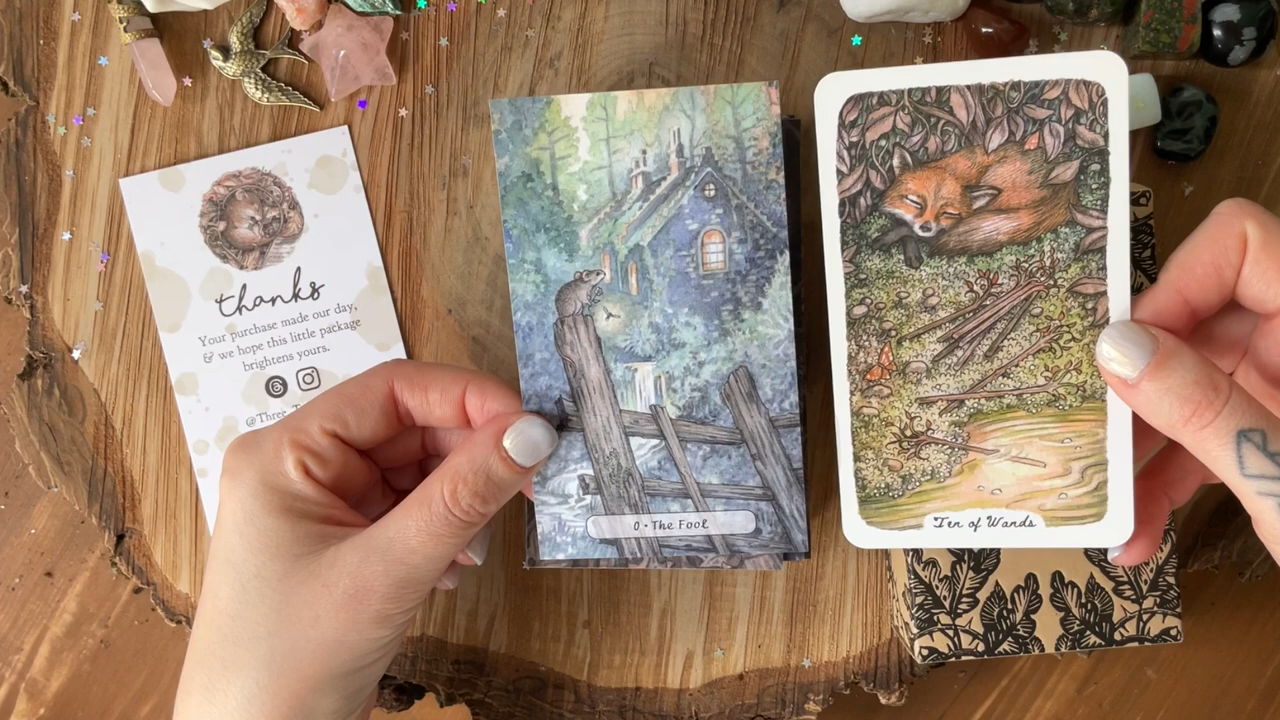 thanks
Your purchase made our day,
& we hope this little package
brightens yours.
0 • The Fool
Ten of Wands